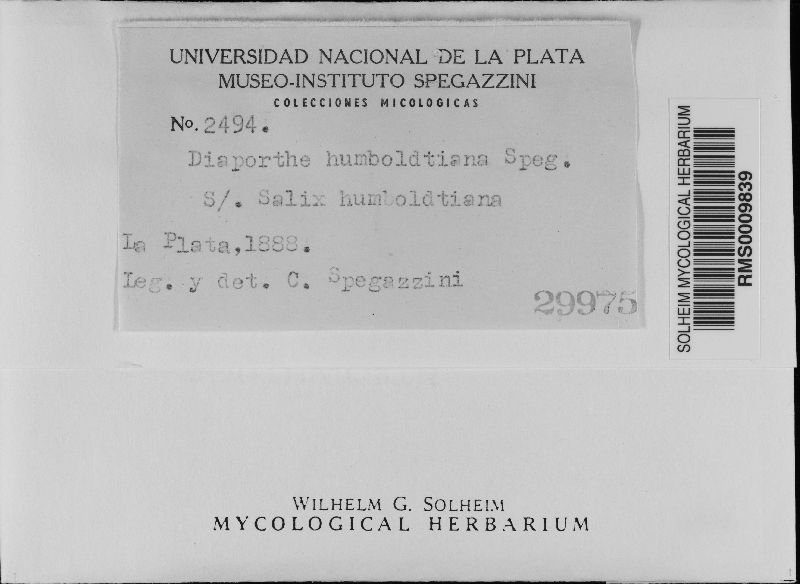 UNIVERSIDAD NACIONAL DE LA PLATA
MUSEO-INSTITUTO SPEGAZZINI
COLECCIONES MICOLOGICAS
No. 2494.
Diaporthe humboldtiana Speg.
S/. Salix humboldtiana
La Plata, 1888.
Leg. y det. C. Spegazzini
29975
SOLHEIM MYCOLOGICAL HERBARIUM
RMS0009839
WILHELM G. SOLHEIM
MYCOLOGICAL HERBARIUM